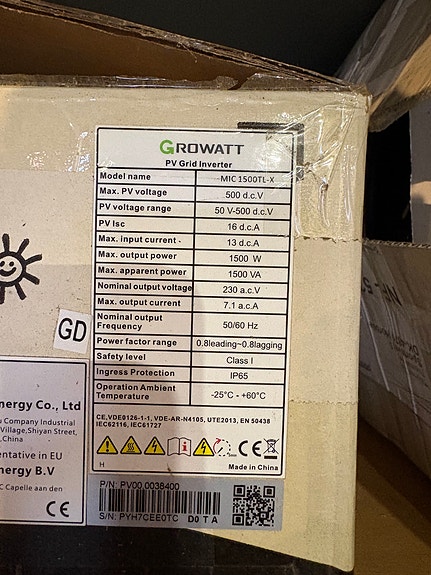 GROWATT
PV Grid Inverter
Model name MIC 1500TL-X
Max. PV voltage 500 d.c.V
PV voltage range 50 V-500 d.c.V
PV Isc 16 d.c.A
Max. input current 13 d.c.A
Max. output power 1500 W
Max. apparent power 1500 VA
Nominal output voltage 230 a.c.V
Max. output current 7.1 a.c.A
Nominal output Frequency 50/60 Hz
Power factor range 0.8leading~0.8lagging
Safety level Class I
Ingress Protection IP65
Operation Ambient Temperature -25°C - +60°C
CE,VDE0126-1-1, VDE-AR-N4105, UTE2013, EN 50438
IEC62116, IEC61727
CE
H
Made in China
P/N: PV00.0038400
S/N: PYH7CEE0TC D0 T A
GD
nergy Co., Ltd
u Community Industrial
Village,Shiyan Street,
,China
entative in EU
ergy B.V
C Capelle aan den
CE